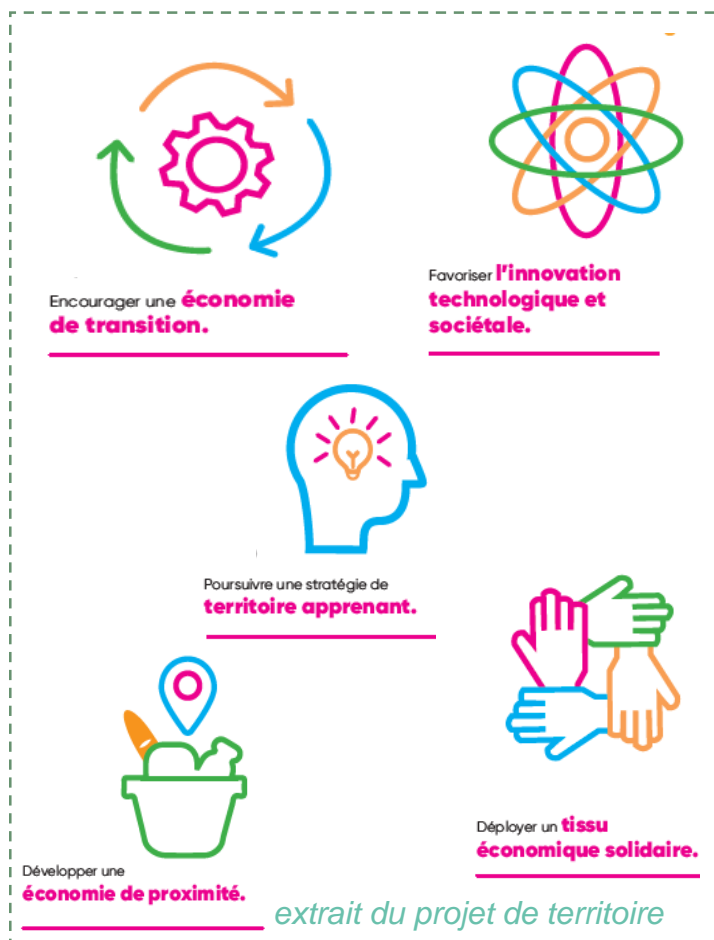 Encourager une économie
de transition.
Favoriser l'innovation
technologique et
sociétale.
Poursuivre une stratégie de
territoire apprenant.
Développer une
économie de proximité.
Déployer un tissu
économique solidaire.
extrait du projet de territoire